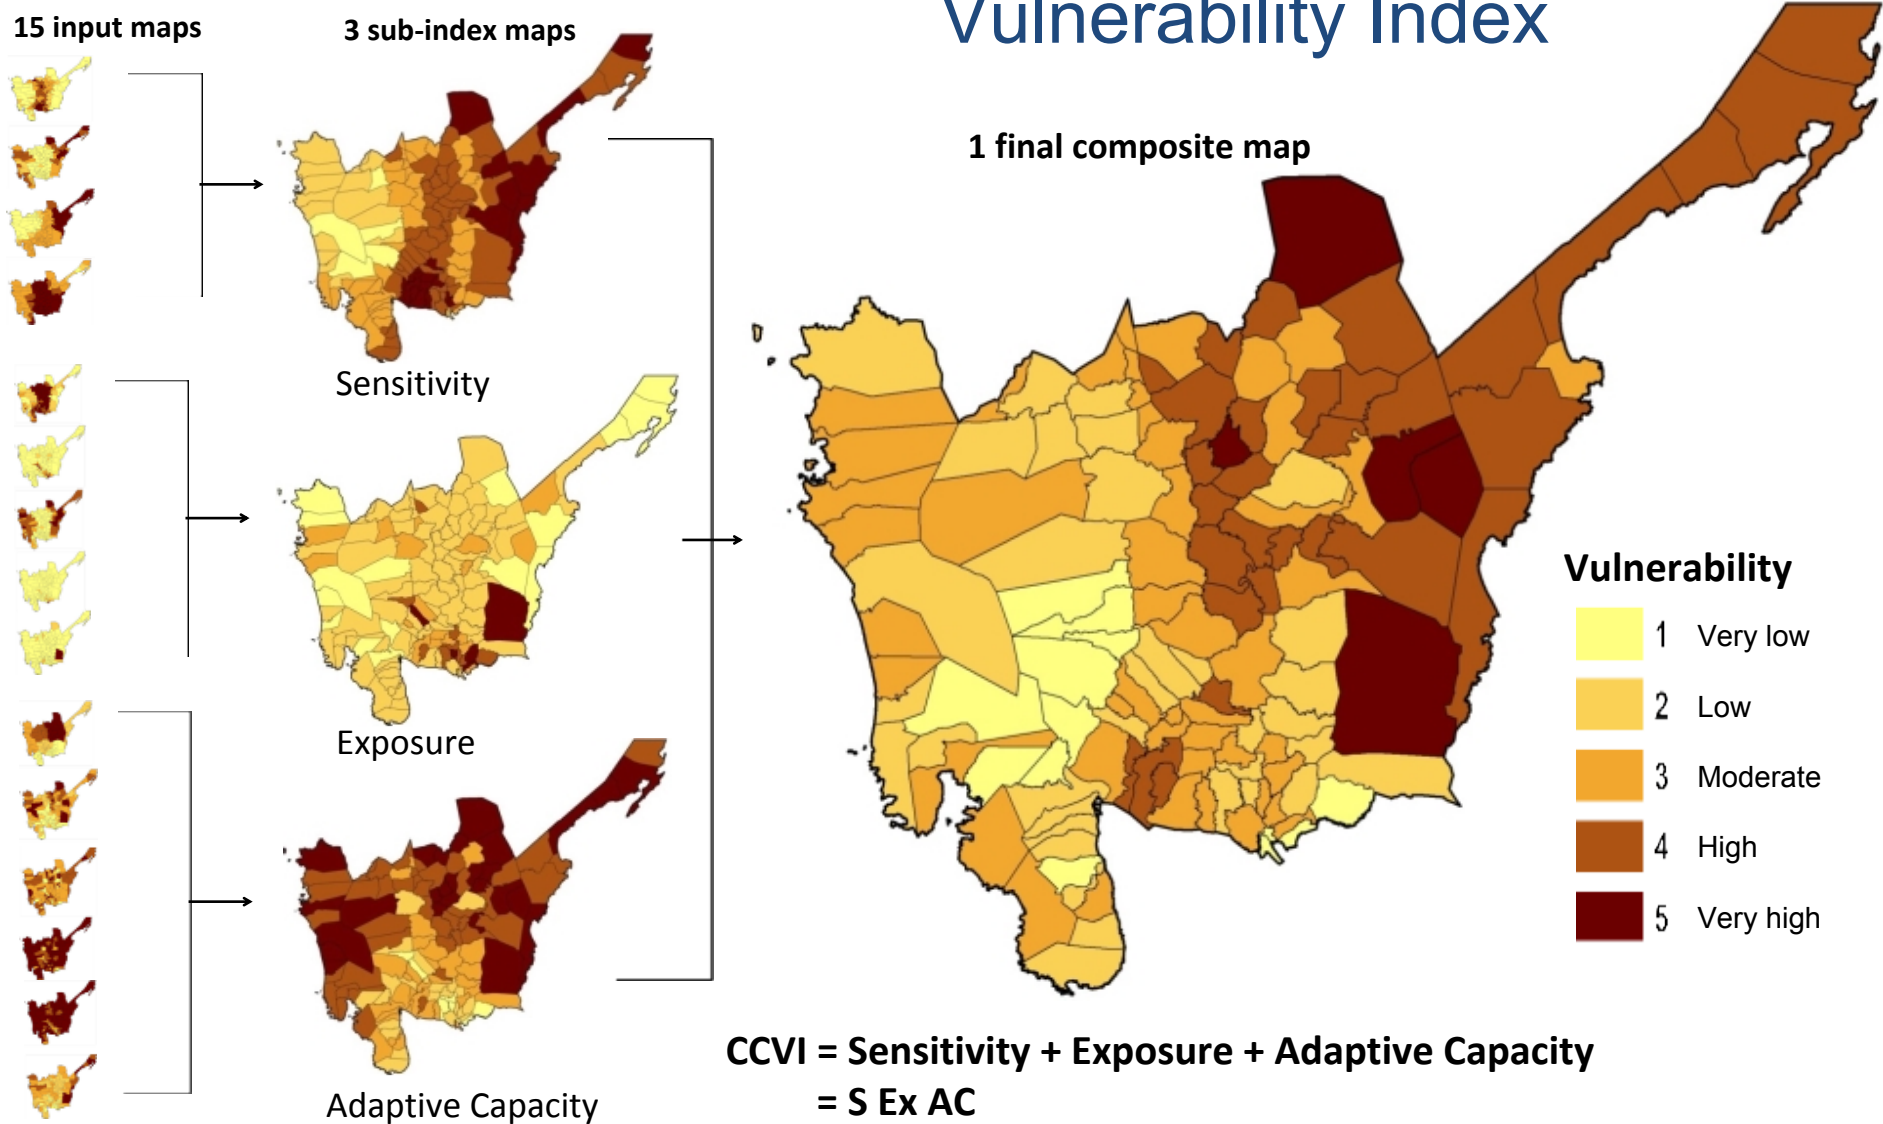 Vulnerability Index
15 input maps
3 sub-index maps
1 final composite map
Sensitivity
Exposure
Adaptive Capacity
Vulnerability
1 Very low
2 Low
3 Moderate
4 High
5 Very high
CCVI = Sensitivity + Exposure + Adaptive Capacity
= S Ex AC